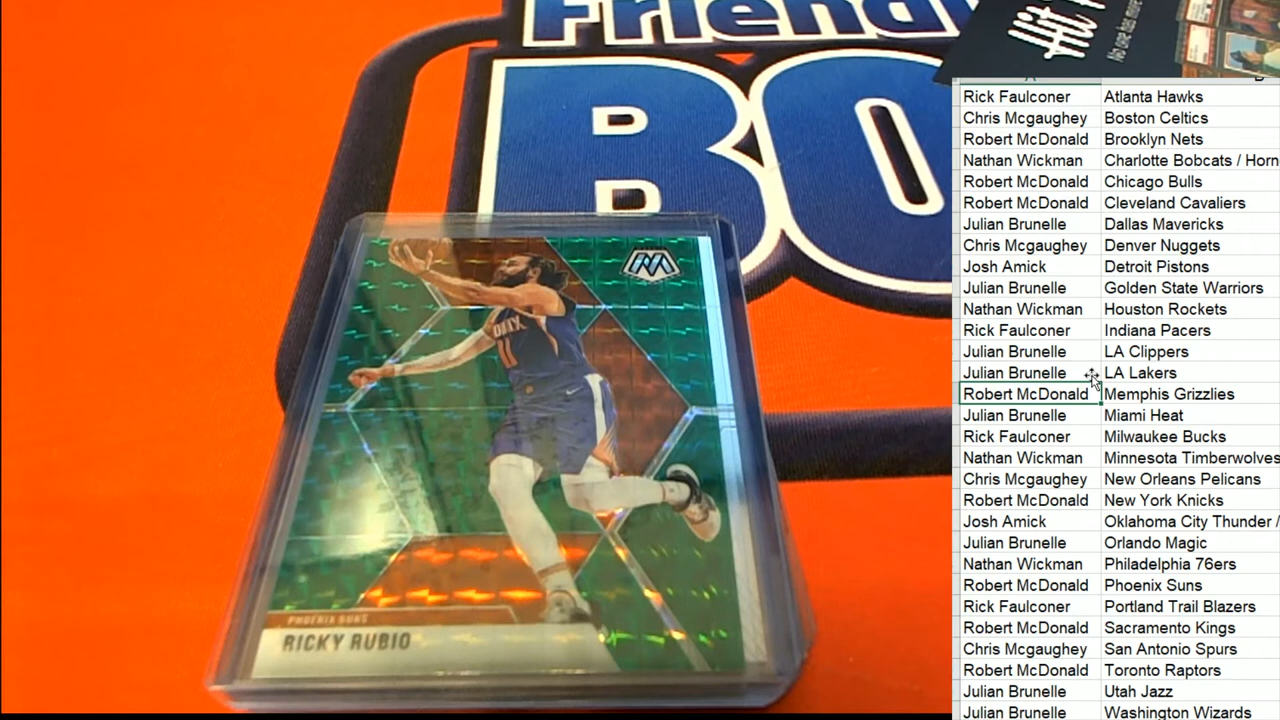 Friendly
BO
Hit
No one has more
Rick Faulconer Atlanta Hawks
Chris Mcgaughey Boston Celtics
Robert McDonald Brooklyn Nets
Nathan Wickman Charlotte Bobcats / Horn
Robert McDonald Chicago Bulls
Robert McDonald Cleveland Cavaliers
Julian Brunelle Dallas Mavericks
Chris Mcgaughey Denver Nuggets
Josh Amick Detroit Pistons
Julian Brunelle Golden State Warriors
Nathan Wickman Houston Rockets
Rick Faulconer Indiana Pacers
Julian Brunelle LA Clippers
Julian Brunelle LA Lakers
Robert McDonald Memphis Grizzlies
Julian Brunelle Miami Heat
Rick Faulconer Milwaukee Bucks
Nathan Wickman Minnesota Timberwolves
Chris Mcgaughey New Orleans Pelicans
Robert McDonald New York Knicks
Josh Amick Oklahoma City Thunder /
Julian Brunelle Orlando Magic
Nathan Wickman Philadelphia 76ers
Robert McDonald Phoenix Suns
Rick Faulconer Portland Trail Blazers
Robert McDonald Sacramento Kings
Chris Mcgaughey San Antonio Spurs
Robert McDonald Toronto Raptors
Julian Brunelle Utah Jazz
Julian Brunelle Washington Wizards
M
11
PHOENIX SUNS
RICKY RUBIO